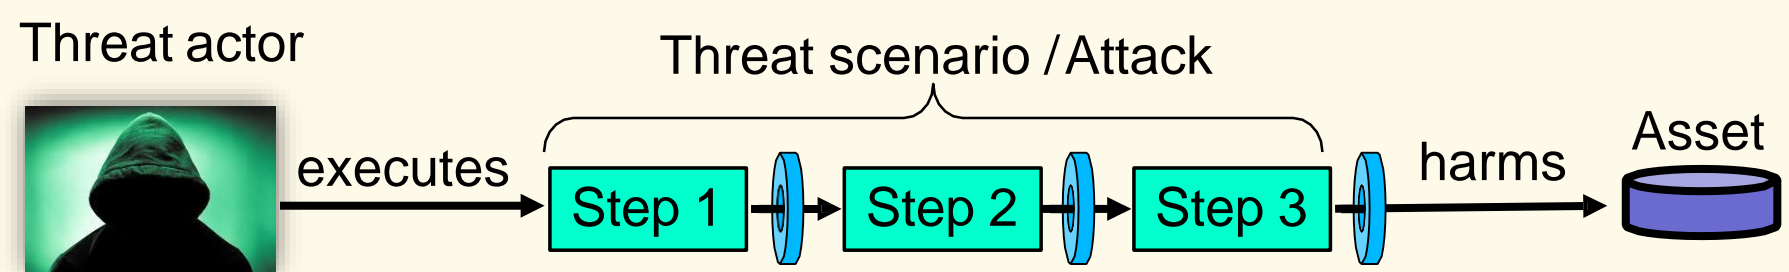 Threat actor
Threat scenario / Attack
executes
Step 1
Step 2
Step 3
harms
Asset